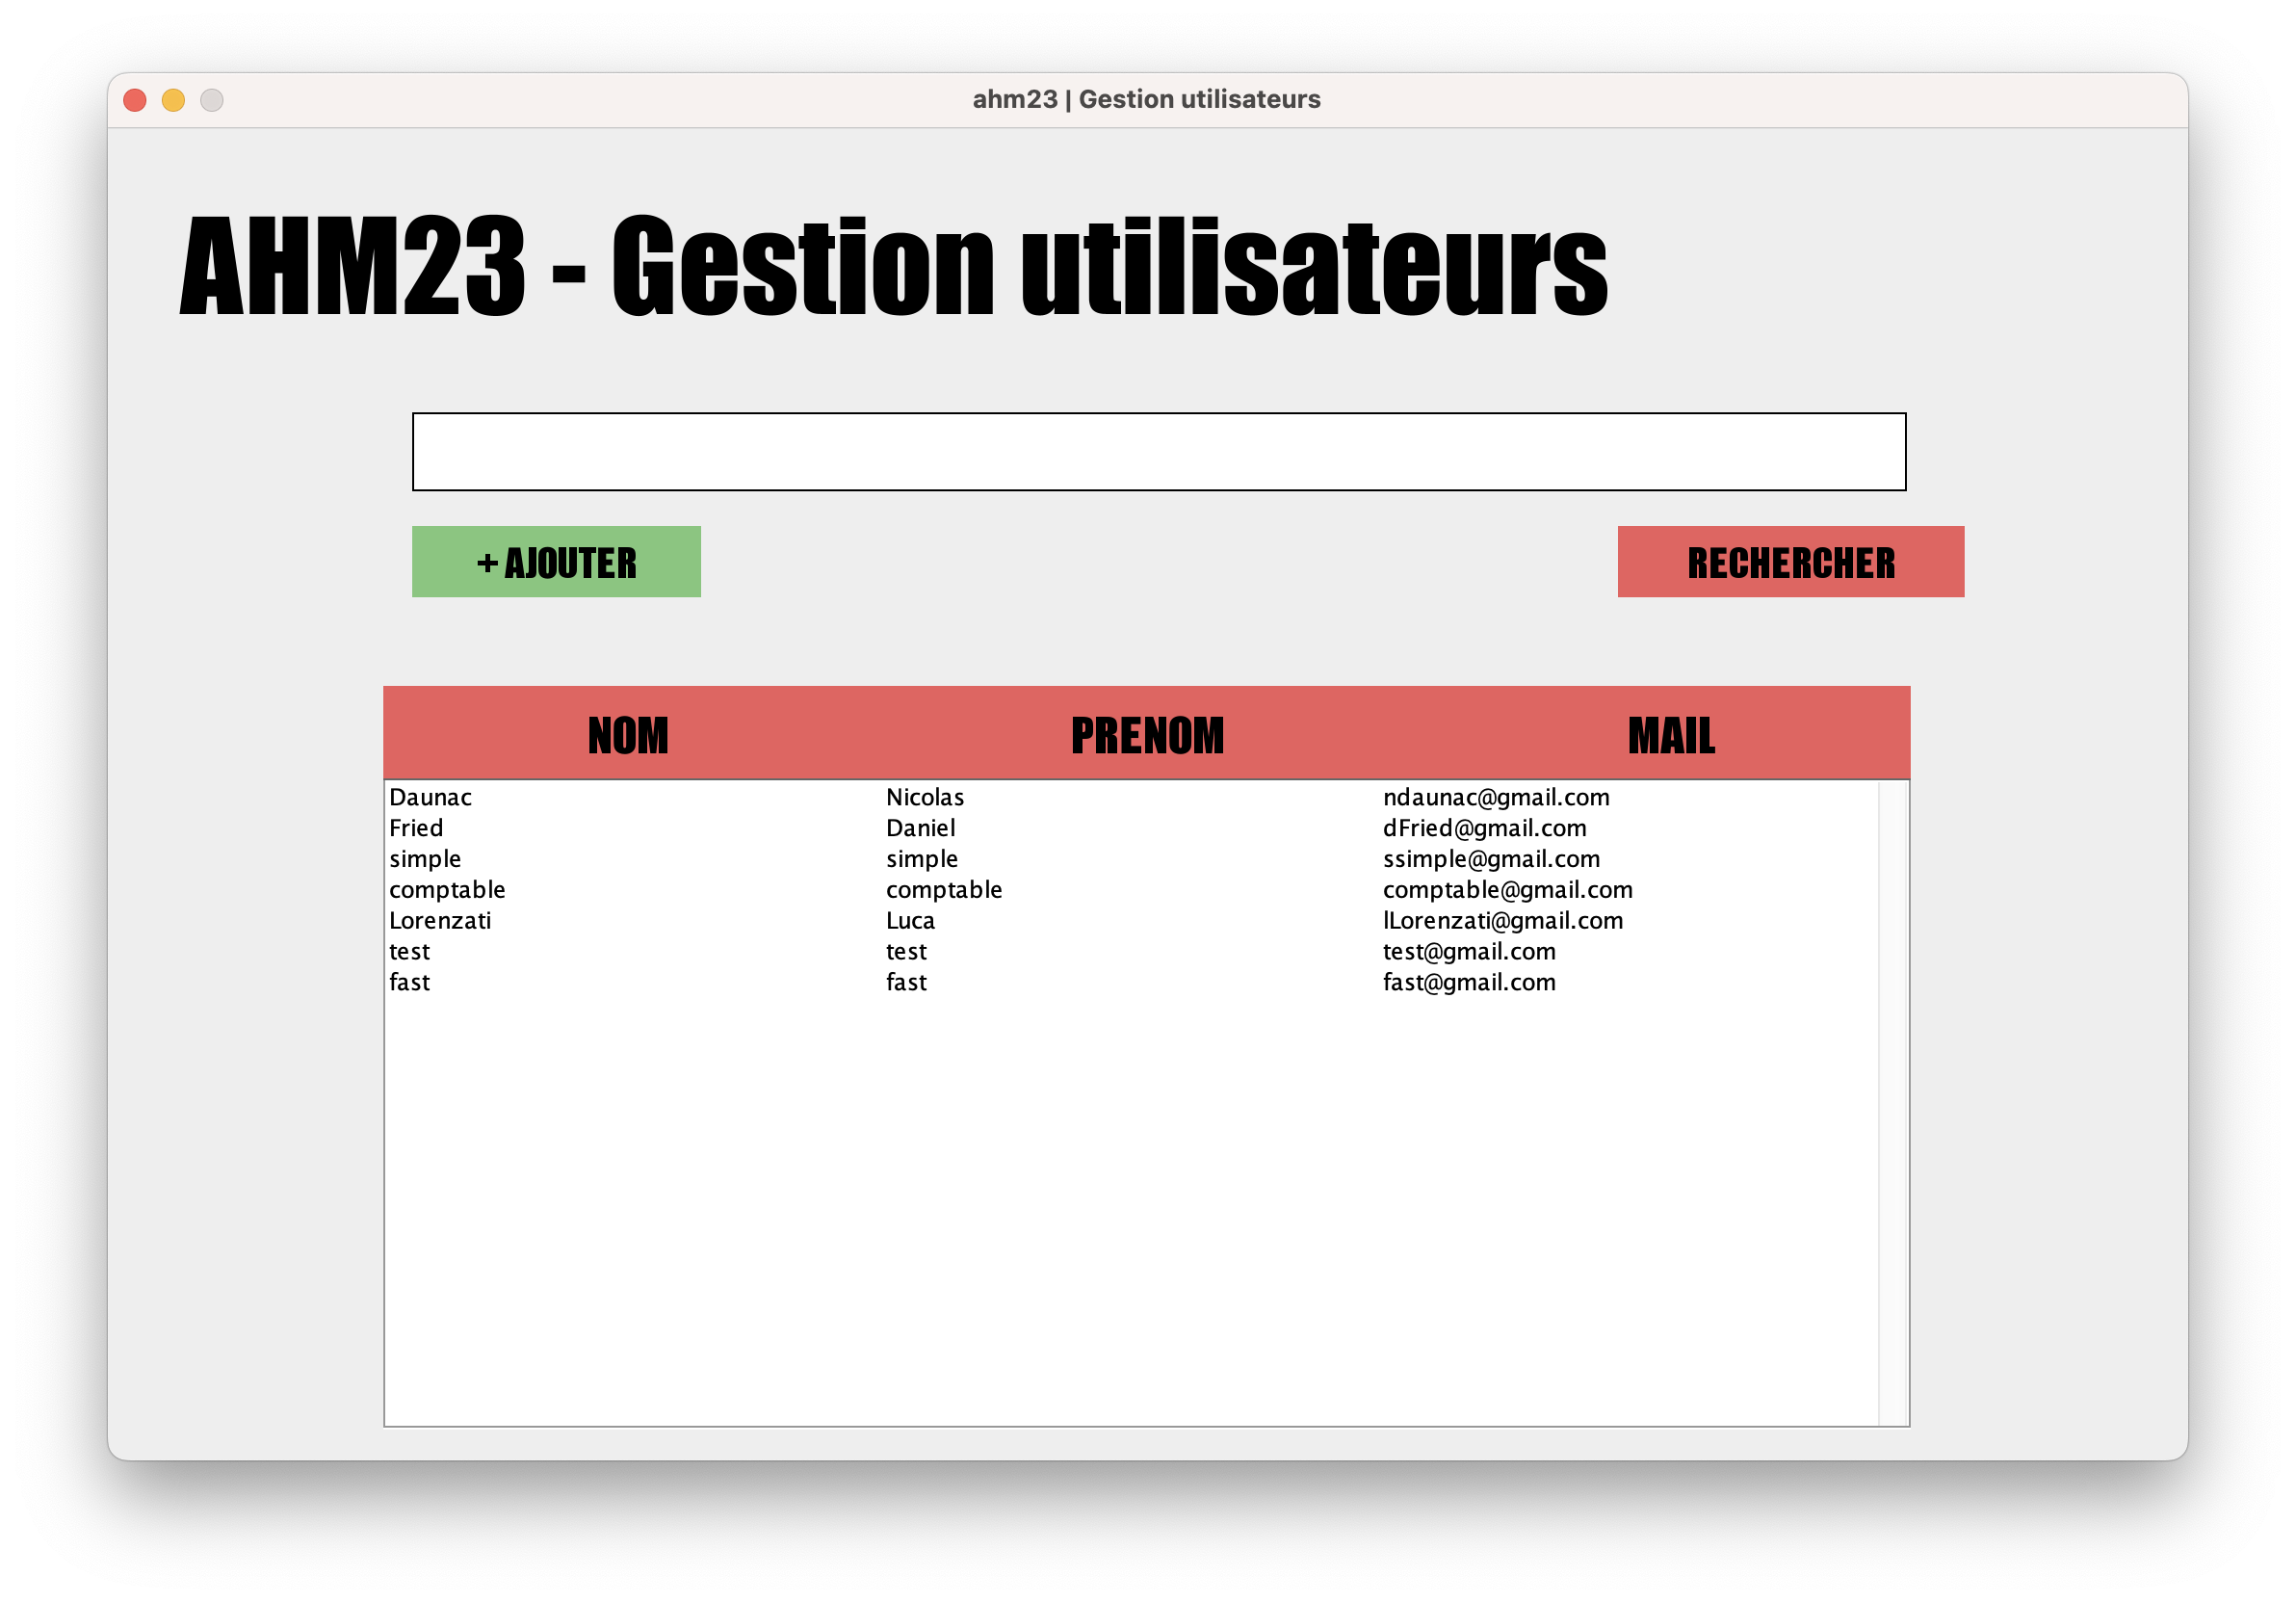 ahm23 | Gestion utilisateurs
AHM23 - Gestion utilisateurs
+ AJOUTER RECHERCHER
NOM PRENOM MAIL
Daunac Nicolas ndaunac@gmail.com
Fried Daniel dFried@gmail.com
simple simple ssimple@gmail.com
comptable comptable comptable@gmail.com
Lorenzati Luca lLorenzati@gmail.com
test test test@gmail.com
fast fast fast@gmail.com